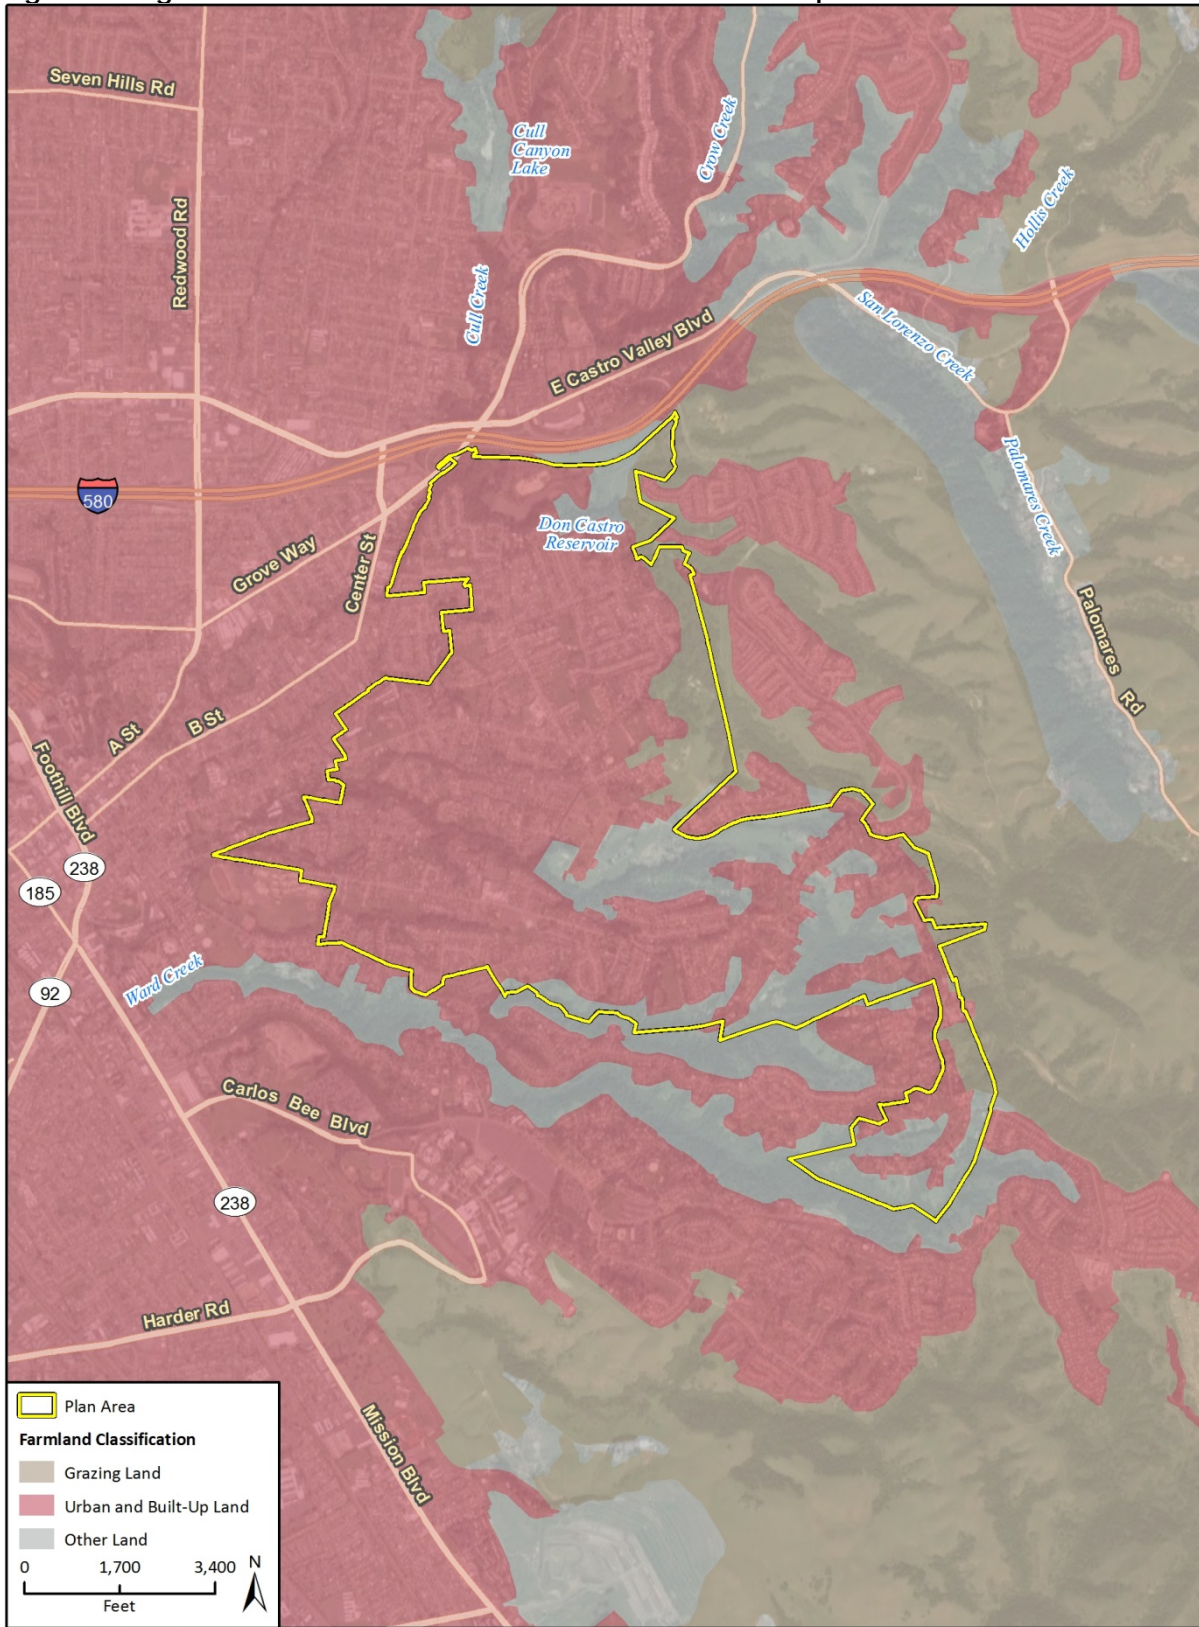 Seven Hills Rd
Redwood Rd
Cull
Canyon
Lake
Crow Creek
Hollis Creek
Cull Creek
E Castro Valley Blvd
San Lorenzo Creek
Palomares Creek
Palomares Rd
580
Grove Way
Center St
Don Castro
Reservoir
A St
B St
Foothill Blvd
238
185
92
Ward Creek
Carlos Bee Blvd
238
Harder Rd
Mission Blvd
Plan Area
Farmland Classification
Grazing Land
Urban and Built-Up Land
Other Land
0 1,700 3,400
Feet
N